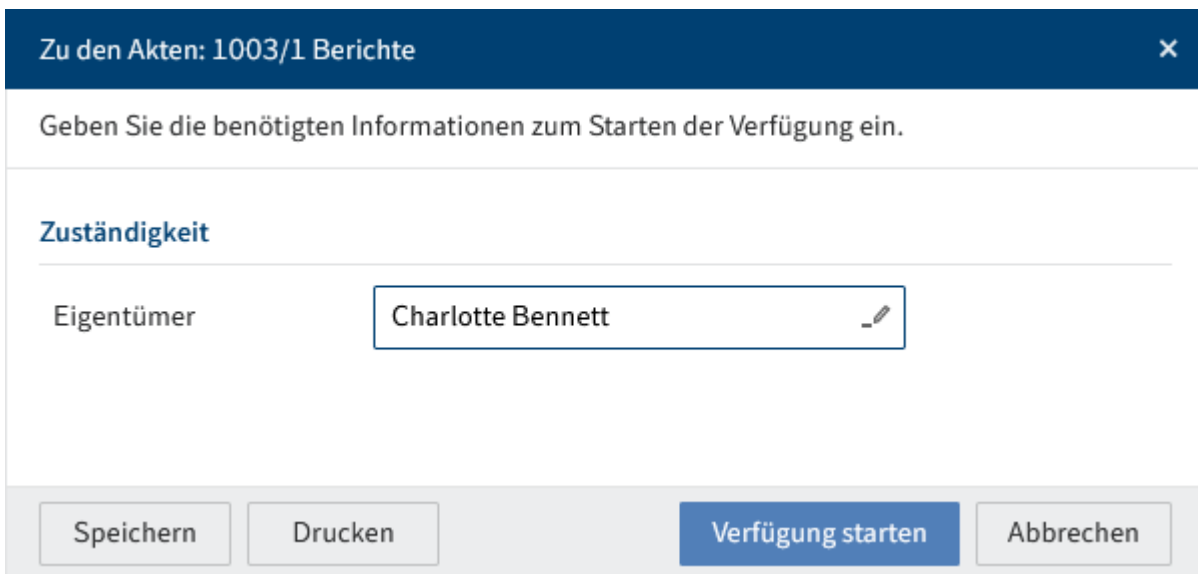 Zu den Akten: 1003/1 Berichte
Geben Sie die benötigten Informationen zum Starten der Verfügung ein.
Zuständigkeit
Eigentümer Charlotte Bennett
Speichern Drucken Verfügung starten Abbrechen